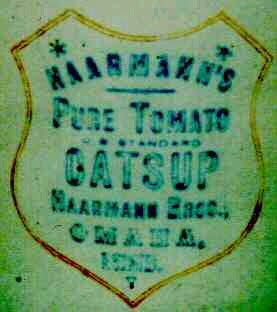 HAARMANN'S
PURE TOMATO
U.S. STANDARD
CATSUP
HAARMANN BROS.,
OMAHA,
NEB.